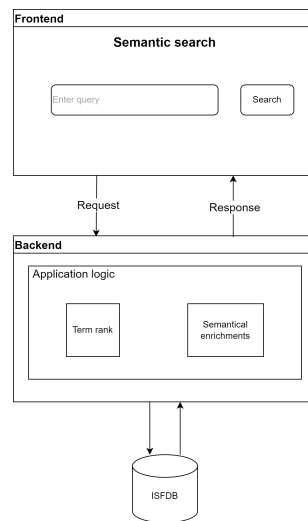 Frontend
Semantic search
Enter query
Search
Request
Response
Backend
Application logic
Term rank
Semantical
enrichments
ISFDB